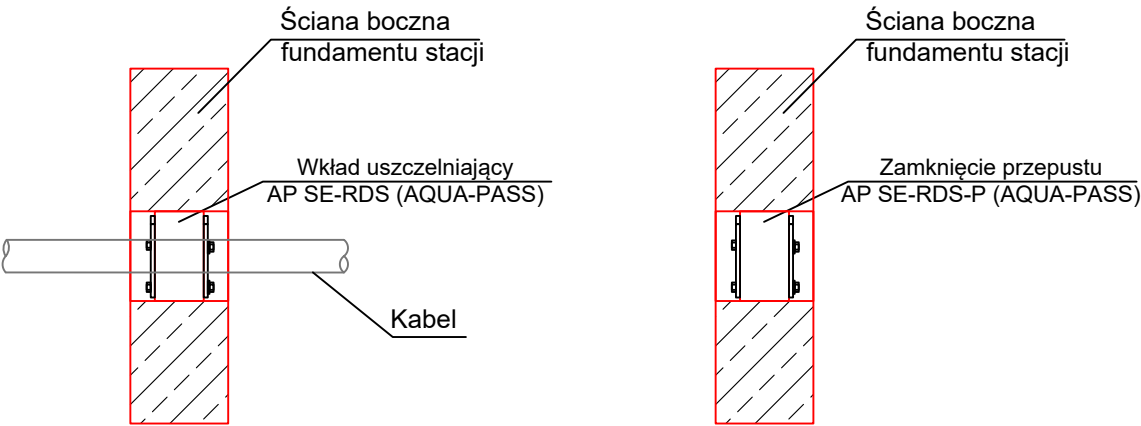 Ściana boczna
fundamentu stacji
Wkład uszczelniający
AP SE-RDS (AQUA-PASS)
Kabel
Ściana boczna
fundamentu stacji
Zamknięcie przepustu
AP SE-RDS-P (AQUA-PASS)